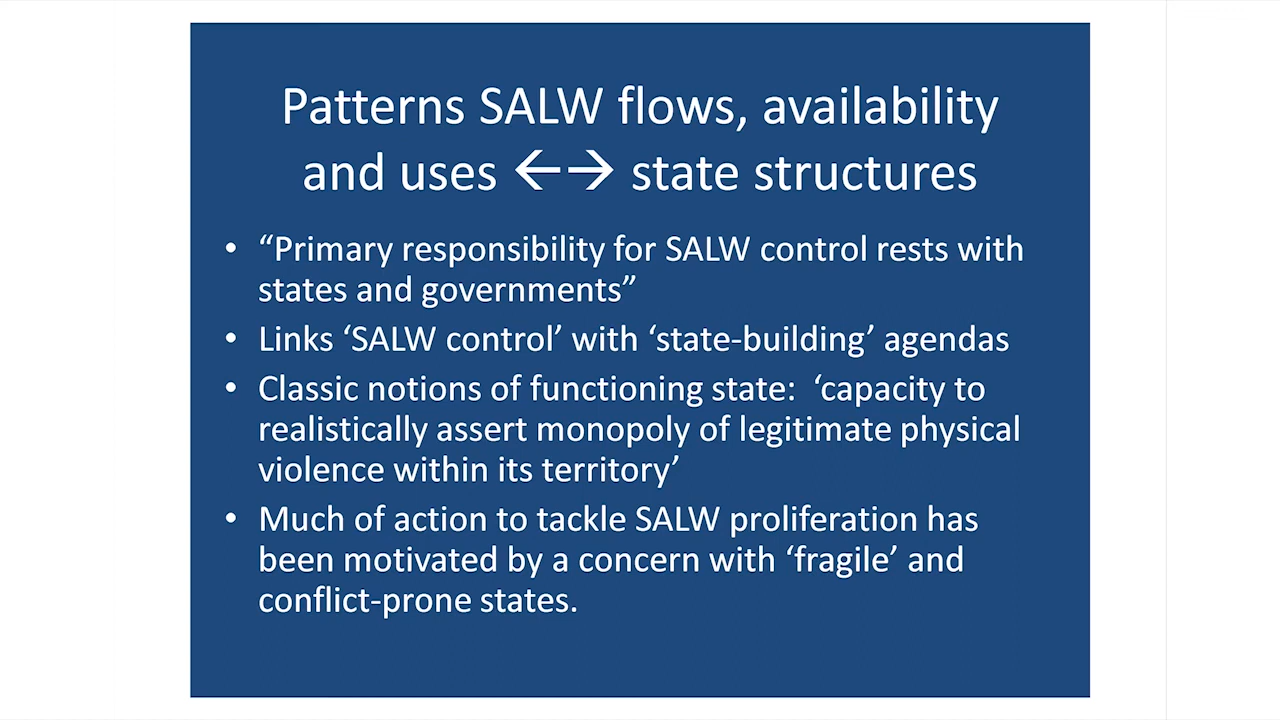 Patterns SALW flows, availability
and uses ←→ state structures
• “Primary responsibility for SALW control rests with
states and governments”
• Links ‘SALW control’ with ‘state-building’ agendas
• Classic notions of functioning state:  ‘capacity to
realistically assert monopoly of legitimate physical
violence within its territory’
• Much of action to tackle SALW proliferation has
been motivated by a concern with ‘fragile’ and
conflict-prone states.